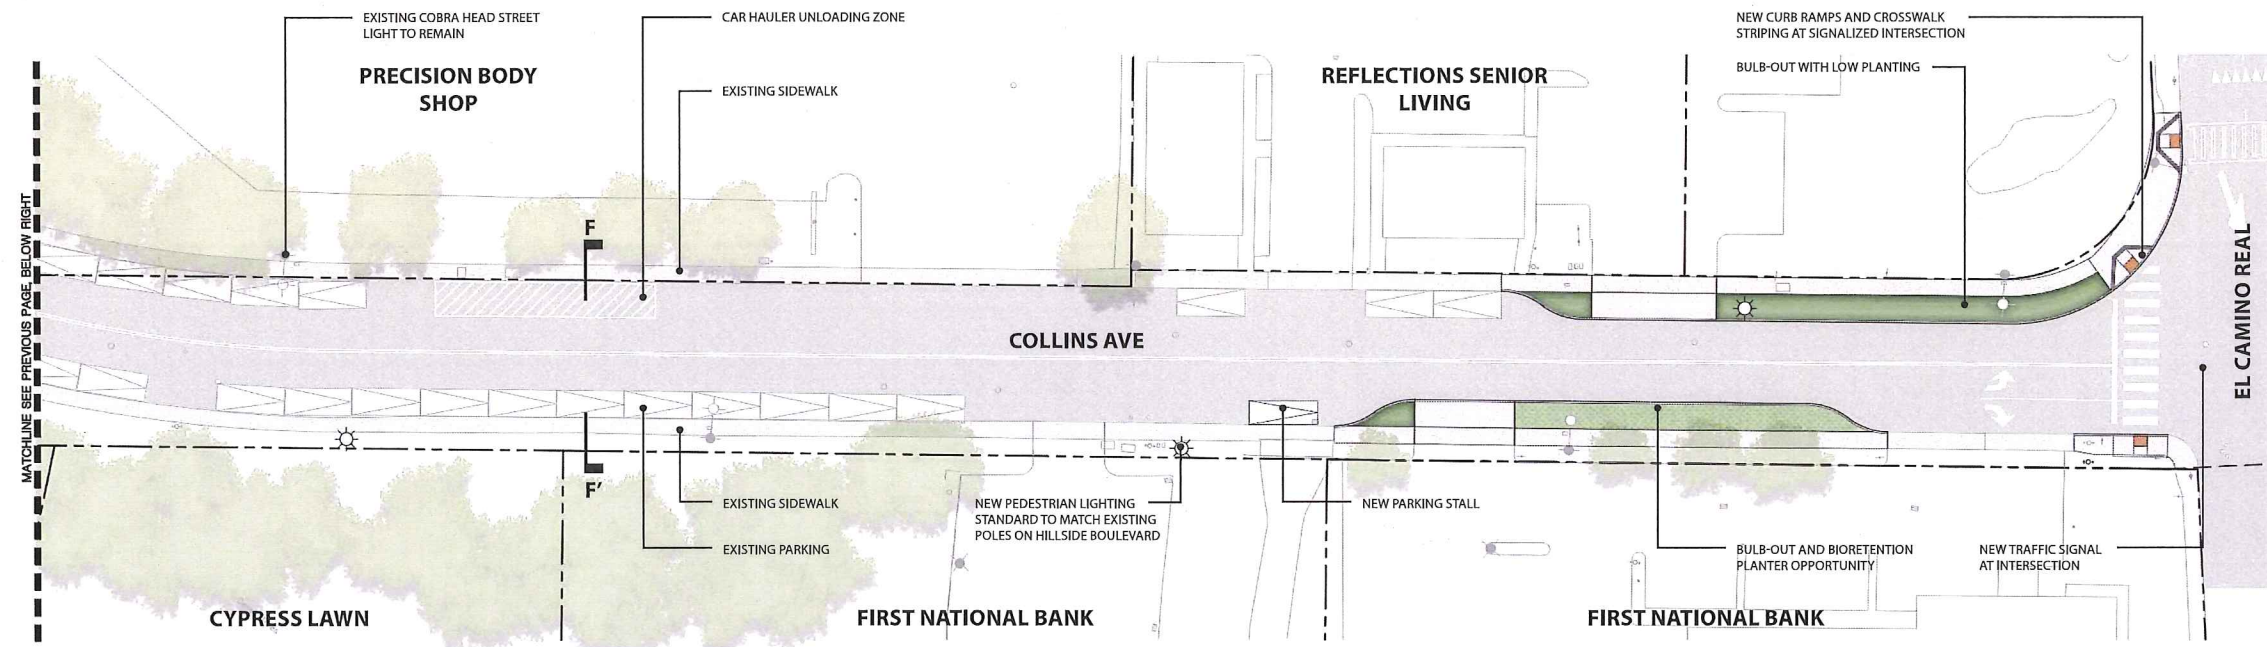 EXISTING COBRA HEAD STREET
LIGHT TO REMAIN
CAR HAULER UNLOADING ZONE
NEW CURB RAMPS AND CROSSWALK
STRIPING AT SIGNALIZED INTERSECTION
PRECISION BODY
SHOP
EXISTING SIDEWALK
REFLECTIONS SENIOR
LIVING
BULB-OUT WITH LOW PLANTING
MATCHLINE SEE PREVIOUS PAGE, BELOW RIGHT
F
COLLINS AVE
EL CAMINO REAL
F'
EXISTING SIDEWALK
NEW PEDESTRIAN LIGHTING
STANDARD TO MATCH EXISTING
POLES ON HILLSIDE BOULEVARD
NEW PARKING STALL
EXISTING PARKING
BULB-OUT AND BIORETENTION
PLANTER OPPORTUNITY
NEW TRAFFIC SIGNAL
AT INTERSECTION
CYPRESS LAWN
FIRST NATIONAL BANK
FIRST NATIONAL BANK